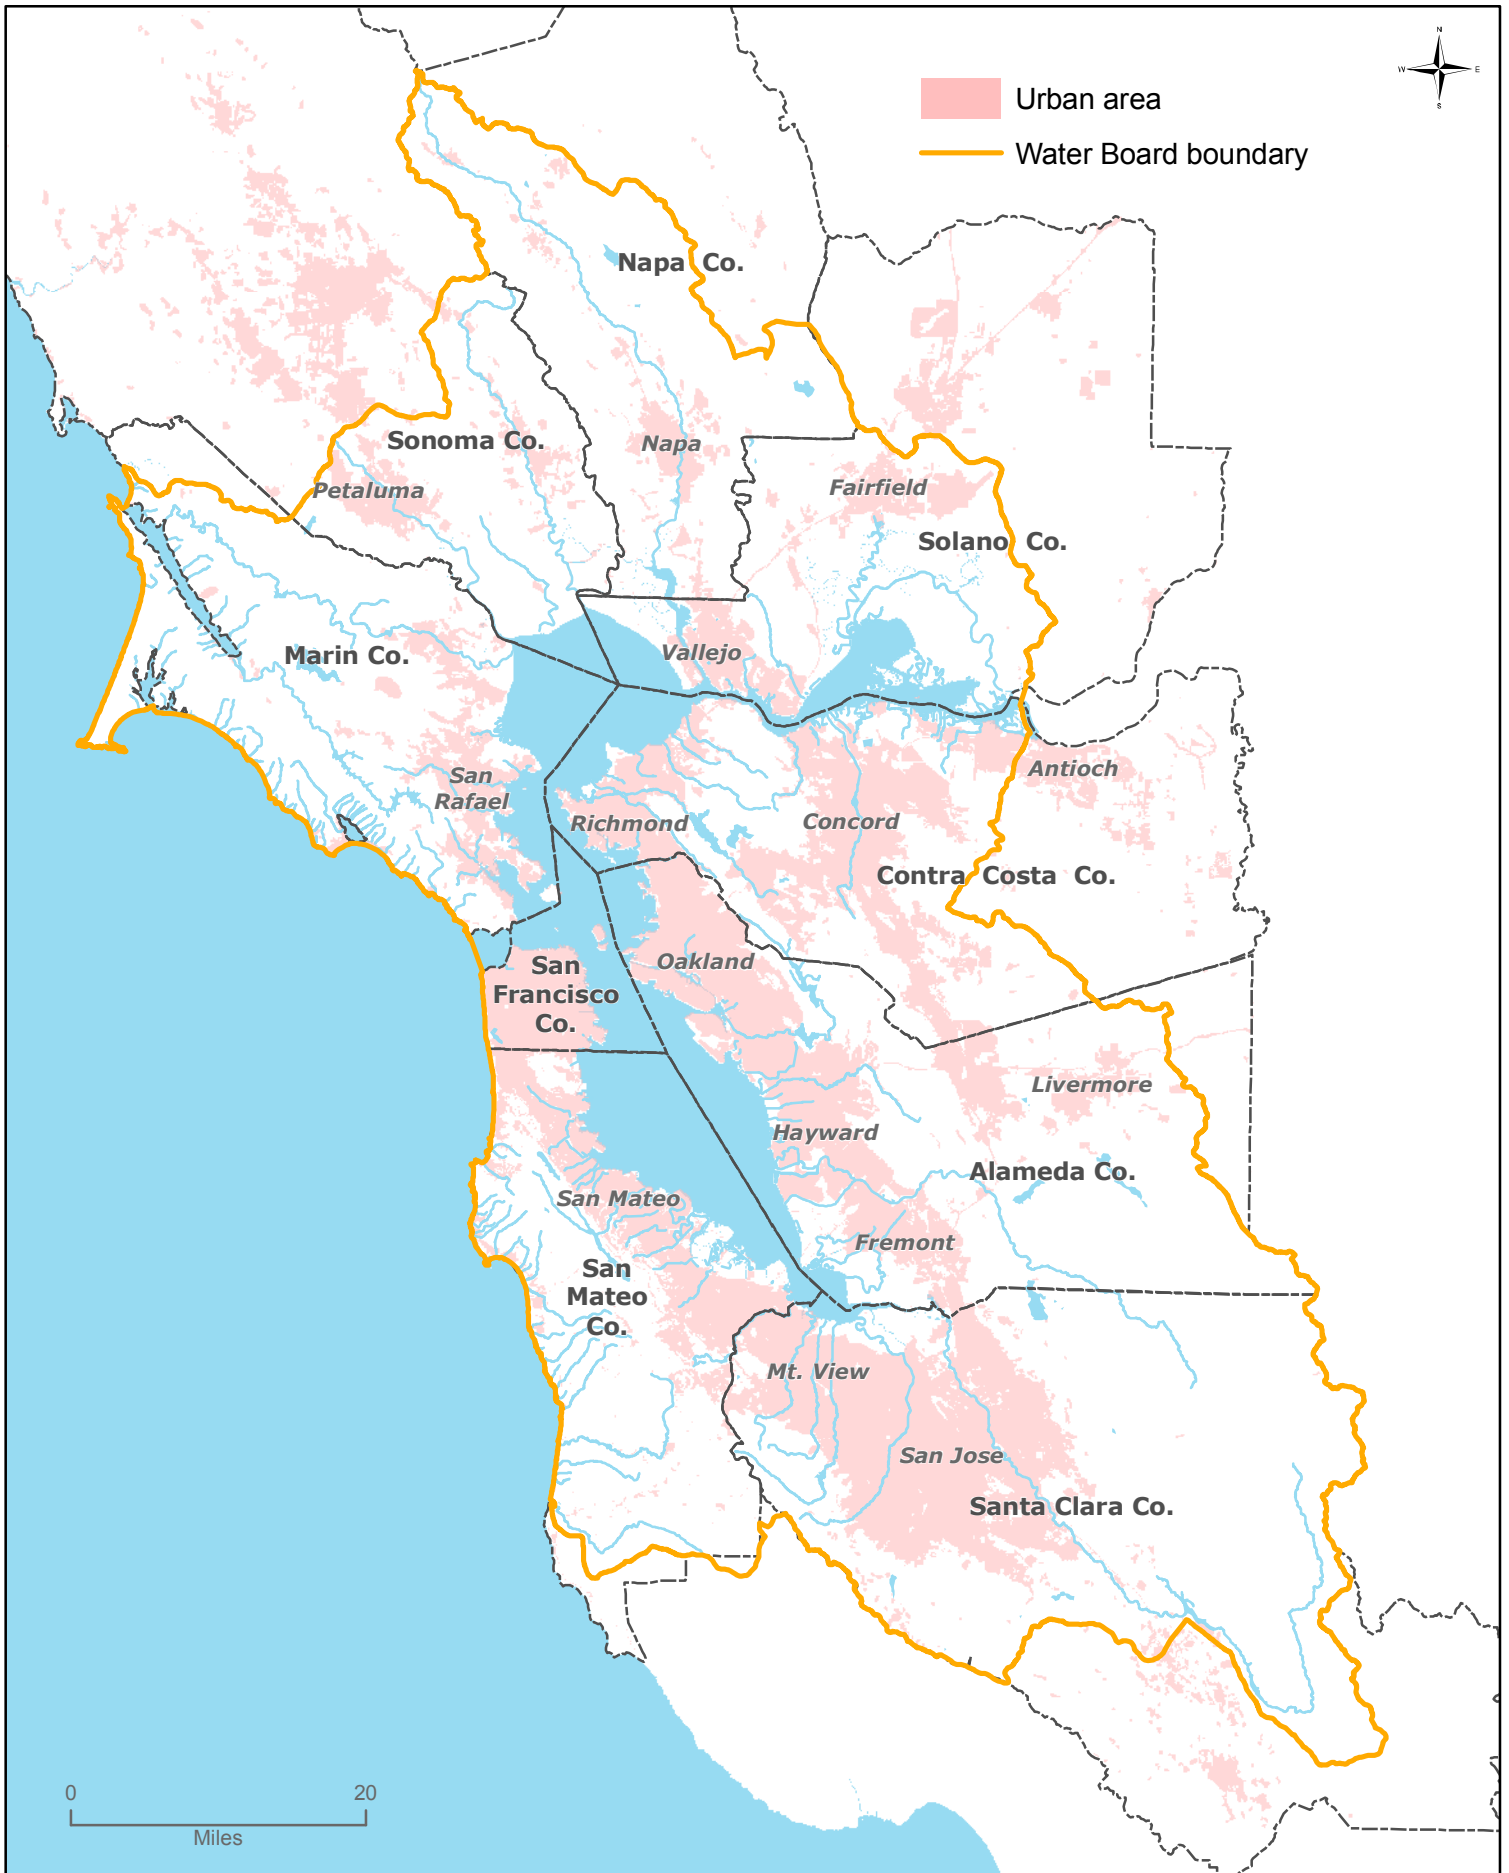 N
W
E
S
Urban area
Water Board boundary
Napa Co.
Sonoma Co.
Napa
Petaluma
Fairfield
Solano Co.
Marin Co.
Vallejo
San
Rafael
Antioch
Richmond
Concord
Contra Costa Co.
Oakland
San
Francisco
Co.
Livermore
Hayward
Alameda Co.
San Mateo
Fremont
San
Mateo
Co.
Mt. View
San Jose
Santa Clara Co.
0
20
Miles